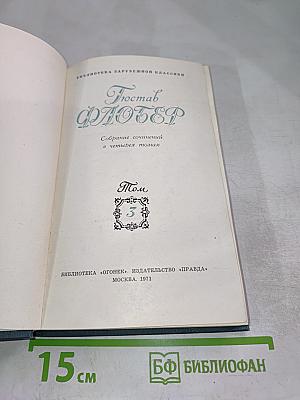 БИБЛИОТЕКА ЗАРУБЕЖНОЙ КЛАССИКИ
Гюстав
ФЛОБЕР
Собрание сочинений
в четырех томах
Том
3
БИБЛИОТЕКА «ОГОНЕК». ИЗДАТЕЛЬСТВО «ПРАВДА»
МОСКВА. 1971
15 см
БФ БИБЛИОФАН